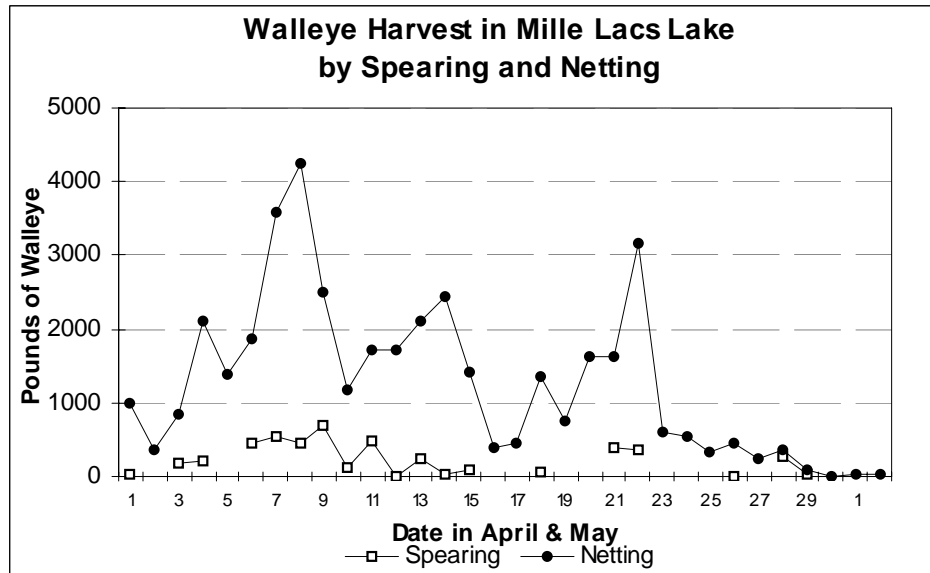 Walleye Harvest in Mille Lacs Lake
by Spearing and Netting
Pounds of Walleye
5000
4000
3000
2000
1000
0
1 3 5 7 9 11 13 15 17 19 21 23 25 27 29 1
Date in April & May
Spearing Netting